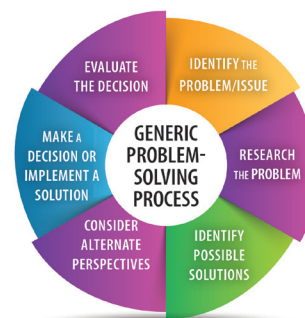 GENERIC
PROBLEM-
SOLVING
PROCESS
IDENTIFY THE
PROBLEM/ISSUE
RESEARCH
THE PROBLEM
IDENTIFY
POSSIBLE
SOLUTIONS
CONSIDER
ALTERNATE
PERSPECTIVES
MAKE A
DECISION OR
IMPLEMENT A
SOLUTION
EVALUATE
THE DECISION